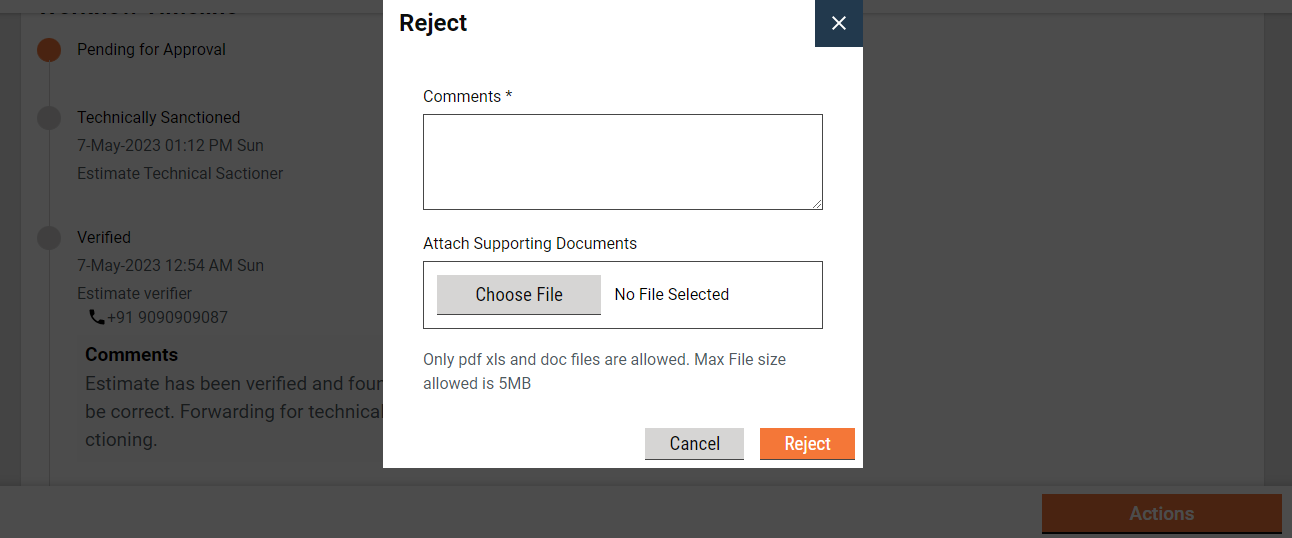 Reject
Pending for Approval
Comments *
Technically Sanctioned
7-May-2023 01:12 PM Sun
Estimate Technical Sactioner
Verified
Attach Supporting Documents
7-May-2023 12:54 AM Sun
Estimate verifier
Choose File No File Selected
+91 9090909087
Comments
Only pdf xls and doc files are allowed. Max File size
allowed is 5MB
Estimate has been verified and four
be correct. Forwarding for technical
ctioning.
Cancel Reject
Actions